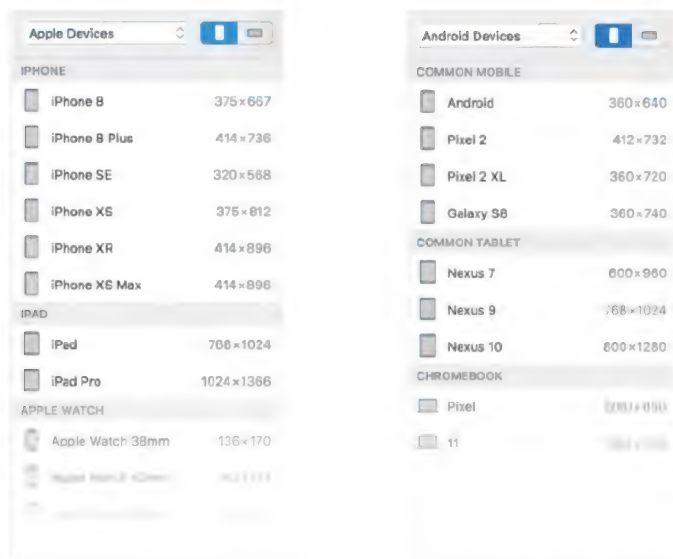 Apple Devices
IPHONE
iPhone 8 375×667
iPhone 8 Plus 414×736
iPhone SE 320×568
iPhone XS 375×812
iPhone XR 414×896
iPhone XS Max 414×896
IPAD
iPad 768×1024
iPad Pro 1024×1366
APPLE WATCH
Apple Watch 38mm 136×170
Android Devices
COMMON MOBILE
Android 360×640
Pixel 2 412×732
Pixel 2 XL 360×720
Galaxy S8 360×740
COMMON TABLET
Nexus 7 600×960
Nexus 9 768×1024
Nexus 10 800×1280
CHROMEBOOK
Pixel
11